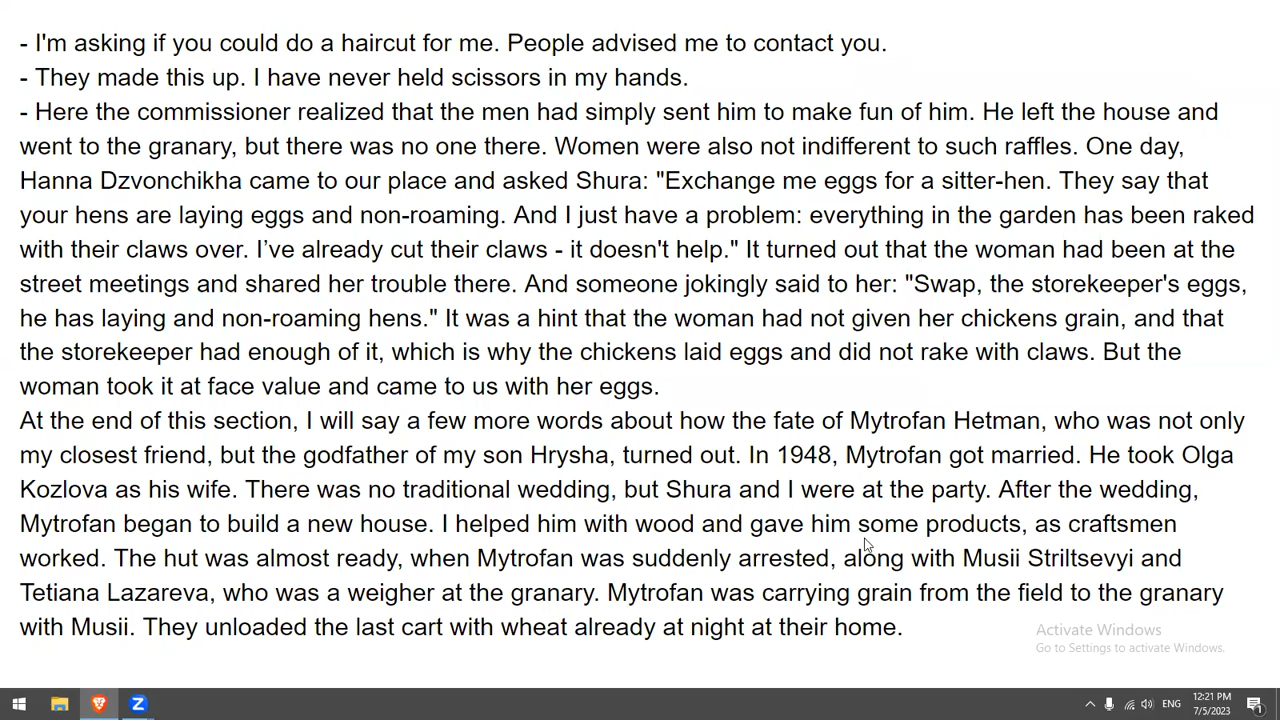 - I'm asking if you could do a haircut for me. People advised me to contact you.
- They made this up. I have never held scissors in my hands.
- Here the commissioner realized that the men had simply sent him to make fun of him. He left the house and
went to the granary, but there was no one there. Women were also not indifferent to such raffles. One day,
Hanna Dzvonchikha came to our place and asked Shura: "Exchange me eggs for a sitter-hen. They say that
your hens are laying eggs and non-roaming. And I just have a problem: everything in the garden has been raked
with their claws over. I’ve already cut their claws - it doesn't help." It turned out that the woman had been at the
street meetings and shared her trouble there. And someone jokingly said to her: "Swap, the storekeeper's eggs,
he has laying and non-roaming hens." It was a hint that the woman had not given her chickens grain, and that
the storekeeper had enough of it, which is why the chickens laid eggs and did not rake with claws. But the
woman took it at face value and came to us with her eggs.
At the end of this section, I will say a few more words about how the fate of Mytrofan Hetman, who was not only
my closest friend, but the godfather of my son Hrysha, turned out. In 1948, Mytrofan got married. He took Olga
Kozlova as his wife. There was no traditional wedding, but Shura and I were at the party. After the wedding,
Mytrofan began to build a new house. I helped him with wood and gave him some products, as craftsmen
worked. The hut was almost ready, when Mytrofan was suddenly arrested, along with Musii Striltsevyi and
Tetiana Lazareva, who was a weigher at the granary. Mytrofan was carrying grain from the field to the granary
with Musii. They unloaded the last cart with wheat already at night at their home.
Activate Windows
Go to Settings to activate Windows.
Z
ENG
12:21 PM
7/5/2023
1